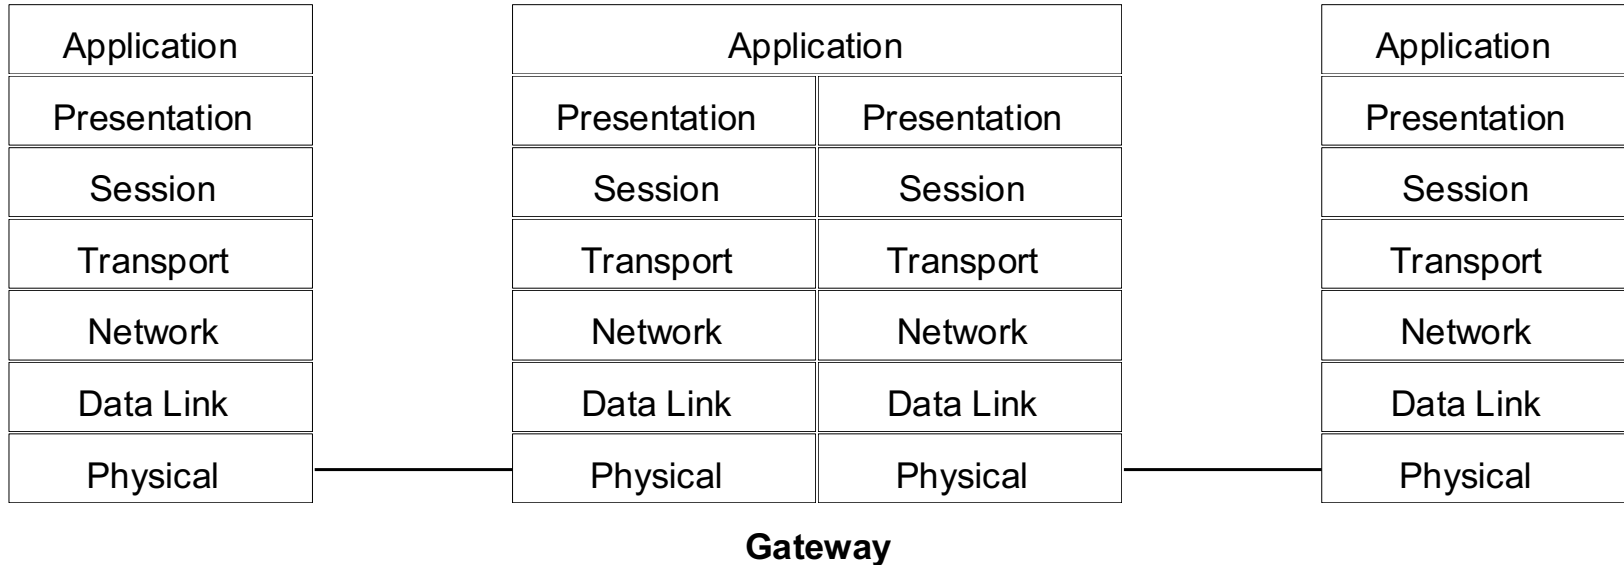 Application Application Application
Presentation Presentation Presentation Presentation
Session Session Session Session
Transport Transport Transport Transport
Network Network Network Network
Data Link Data Link Data Link Data Link
Physical Physical Physical Physical
Gateway